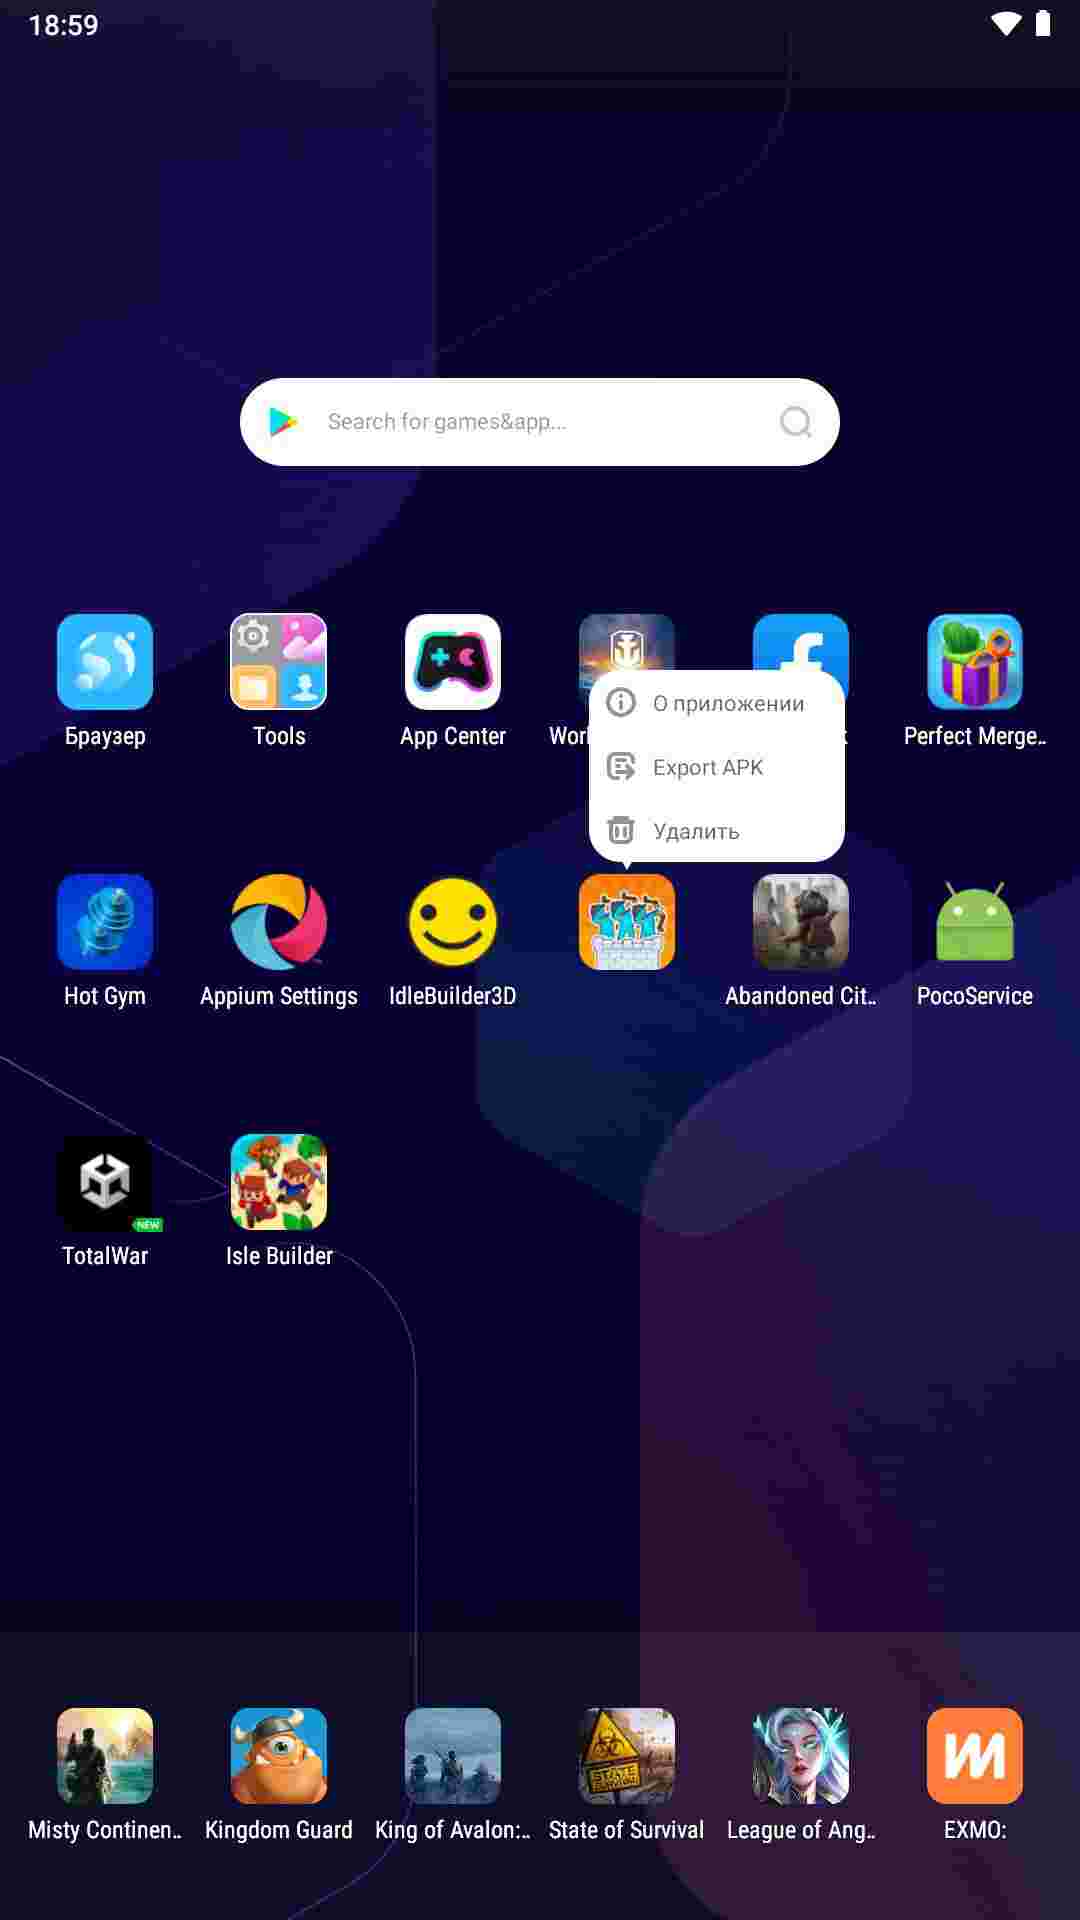 18:59
Search for games&app...
Браузер
Tools
App Center
Worl
k
Perfect Merge..
О приложении
Export APK
Удалить
Hot Gym
Appium Settings
IdleBuilder3D
Abandoned Cit..
PocoService
NEW
TotalWar
Isle Builder
STATE
Misty Continen..
Kingdom Guard
King of Avalon:..
State of Survival
League of Ang..
EXMO: